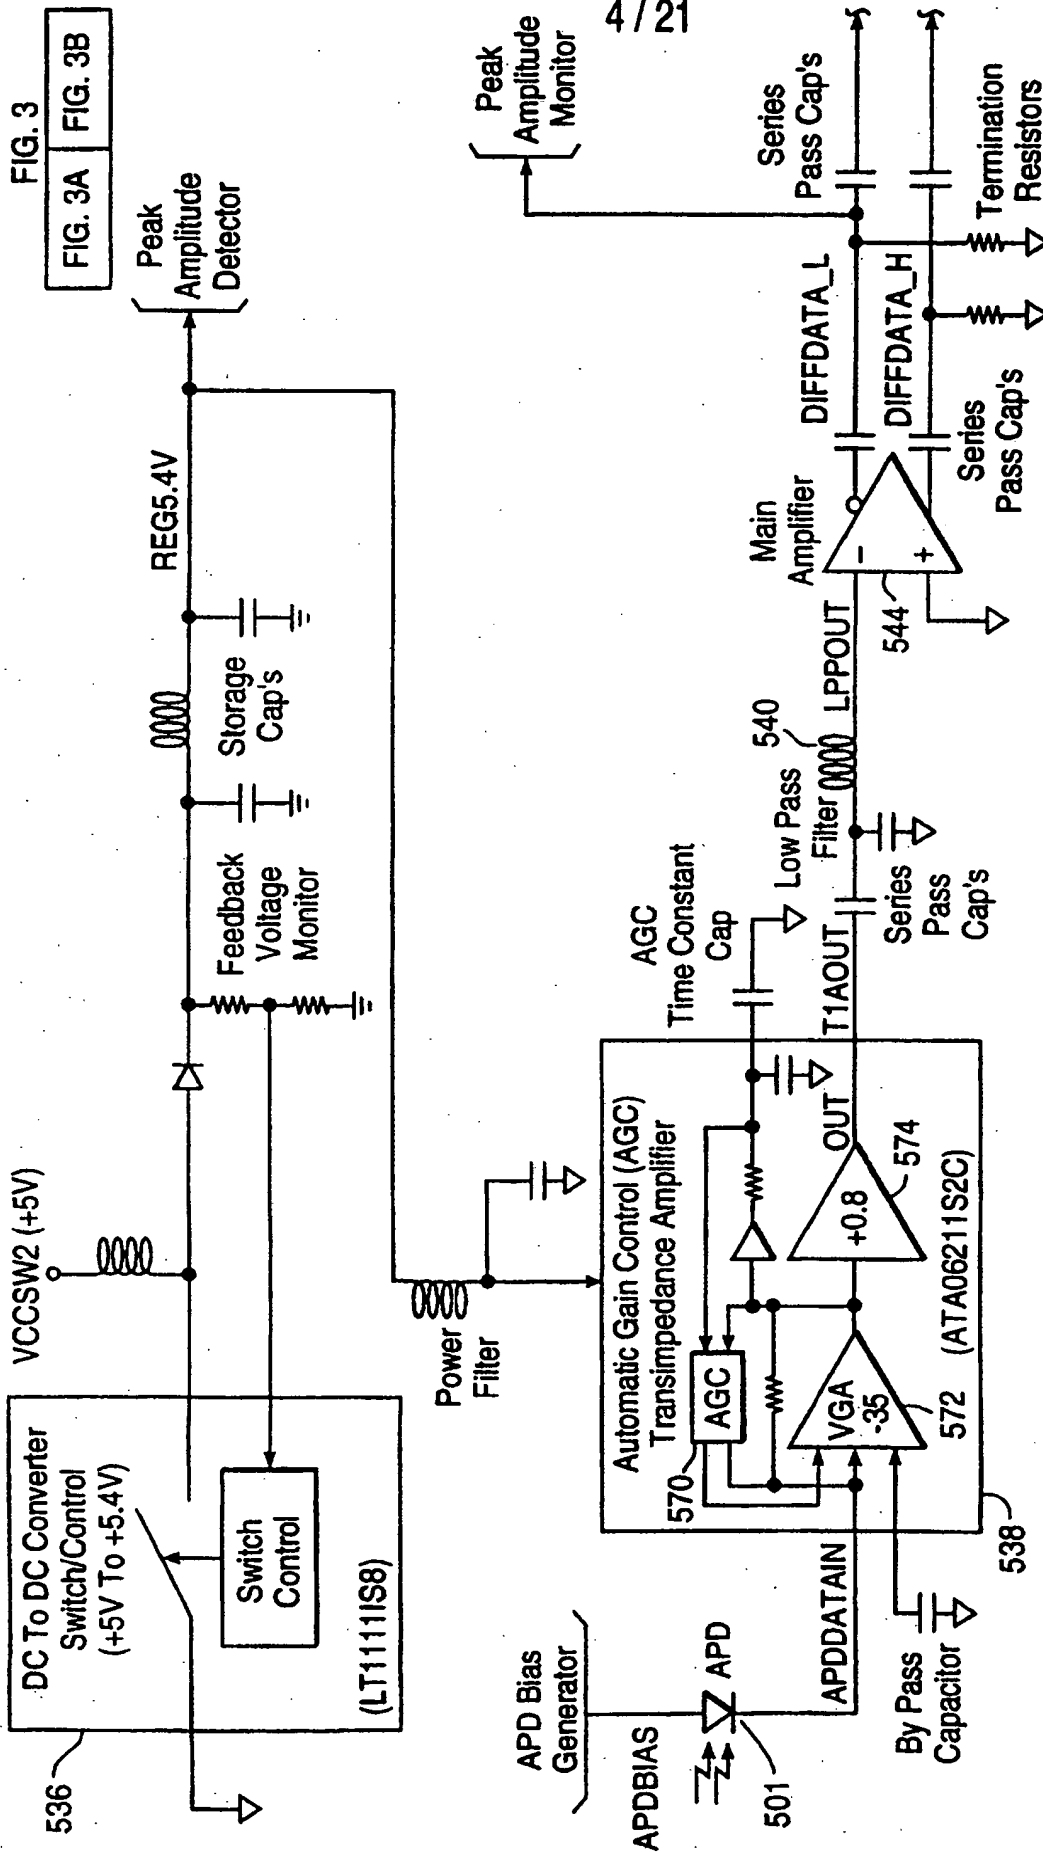 4 / 21
FIG. 3
FIG. 3A
FIG. 3B
536
DC To DC Converter
Switch/Control
(+5V To +5.4V)
Switch
Control
(LT1111IS8)
VCCSW2 (+5V)
Feedback
Voltage
Monitor
Storage
Cap's
REG5.4V
Peak
Amplitude
Detector
Power
Filter
Peak
Amplitude
Monitor
APD Bias
Generator
APDBIAS
APD
501
APDDATAIN
By Pass
Capacitor
Automatic Gain Control (AGC)
Transimpedance Amplifier
AGC
570
VGA
-35
572
+0.8
574
OUT
(ATA06211S2C)
538
AGC
Time Constant
Cap
T1AOUT
Series
Pass
Cap's
Low Pass
Filter
540
LPPOUT
Main
Amplifier
-
+
544
DIFFDATA_L
DIFFDATA_H
Series
Pass Cap's
Series
Pass Cap's
Termination
Resistors